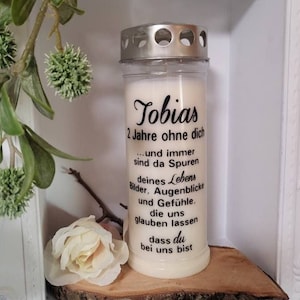 Tobias
2 Jahre ohne dich
...und immer
sind da Spuren
deines Lebens
Bilder, Augenblicke
und Gefühle,
die uns
glauben lassen
dass du
bei uns bist